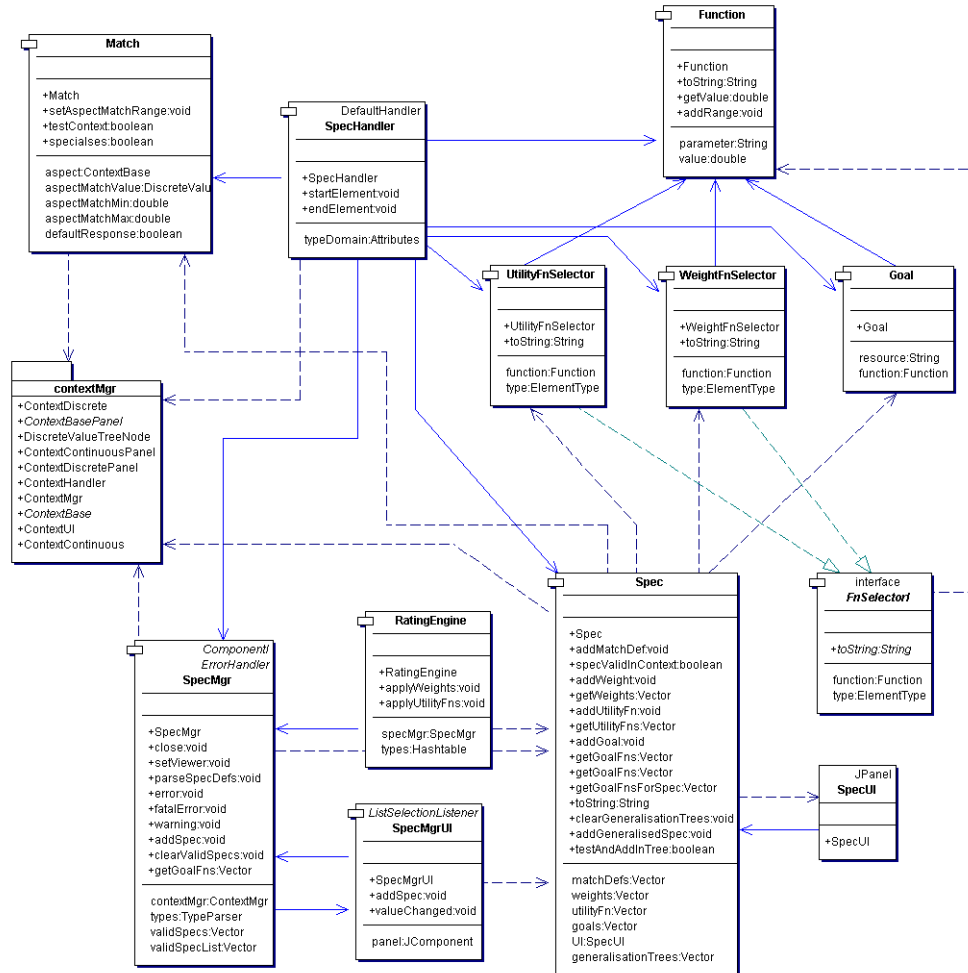 Match
+Match
+setAspectMatchRange:void
+testContext:boolean
+specialses:boolean
aspect:ContextBase
aspectMatchValue:DiscreteValu
aspectMatchMin:double
aspectMatchMax:double
defaultResponse:boolean
DefaultHandler
SpecHandler
+SpecHandler
+startElement:void
+endElement:void
typeDomain:Attributes
Function
+Function
+toString:String
+getValue:double
+addRange:void
parameter:String
value:double
UtilityFnSelector
+UtilityFnSelector
+toString:String
function:Function
type:ElementType
WeightFnSelector
+WeightFnSelector
+toString:String
function:Function
type:ElementType
Goal
+Goal
resource:String
function:Function
contextMgr
+ContextDiscrete
+ContextBasePanel
+DiscreteValueTreeNode
+ContextContinuousPanel
+ContextDiscretePanel
+ContextHandler
+ContextMgr
+ContextBase
+ContextUI
+ContextContinuous
ComponentI
ErrorHandler
SpecMgr
+SpecMgr
+close:void
+setViewer:void
+parseSpecDefs:void
+error:void
+fatalError:void
+warning:void
+addSpec:void
+clearValidSpecs:void
+getGoalFns:Vector
contextMgr:ContextMgr
types:TypeParser
validSpecs:Vector
validSpecList:Vector
RatingEngine
+RatingEngine
+applyWeights:void
+applyUtilityFns:void
specMgr:SpecMgr
types:Hashtable
ListSelectionListener
SpecMgrUI
+SpecMgrUI
+addSpec:void
+valueChanged:void
panel:JComponent
Spec
+Spec
+addMatchDef:void
+specValidInContext:boolean
+addWeight:void
+getWeights:Vector
+addUtilityFn:void
+getUtilityFns:Vector
+addGoal:void
+getGoalFns:Vector
+getGoalFns:Vector
+getGoalFnsForSpec:Vector
+toString:String
+clearGeneralisationTrees:void
+addGeneralisedSpec:void
+testAndAddInTree:boolean
matchDefs:Vector
weights:Vector
utilityFn:Vector
goals:Vector
UI:SpecUI
generalisationTrees:Vector
interface
FnSelectorI
+toString:String
function:Function
type:ElementType
JPanel
SpecUI
+SpecUI